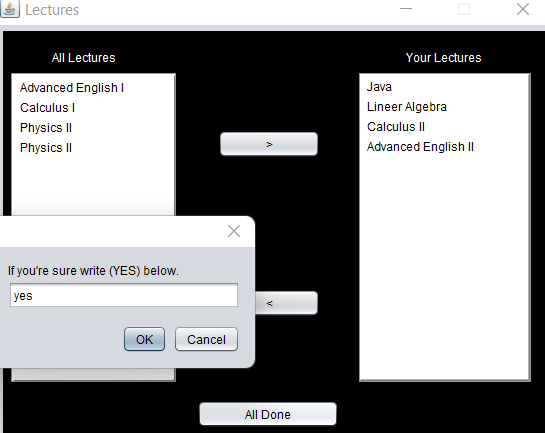 Lectures
All Lectures
Your Lectures
Advanced English I
Calculus I
Physics II
Physics II
Java
Lineer Algebra
Calculus II
Advanced English II
>
If you're sure write (YES) below.
yes
<
OK
Cancel
All Done